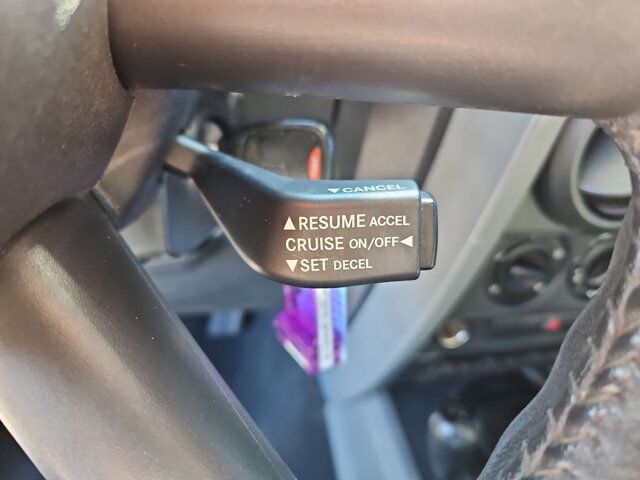 ▼CANCEL
▲RESUME ACCEL
CRUISE ON/OFF◄
▼SET DECEL